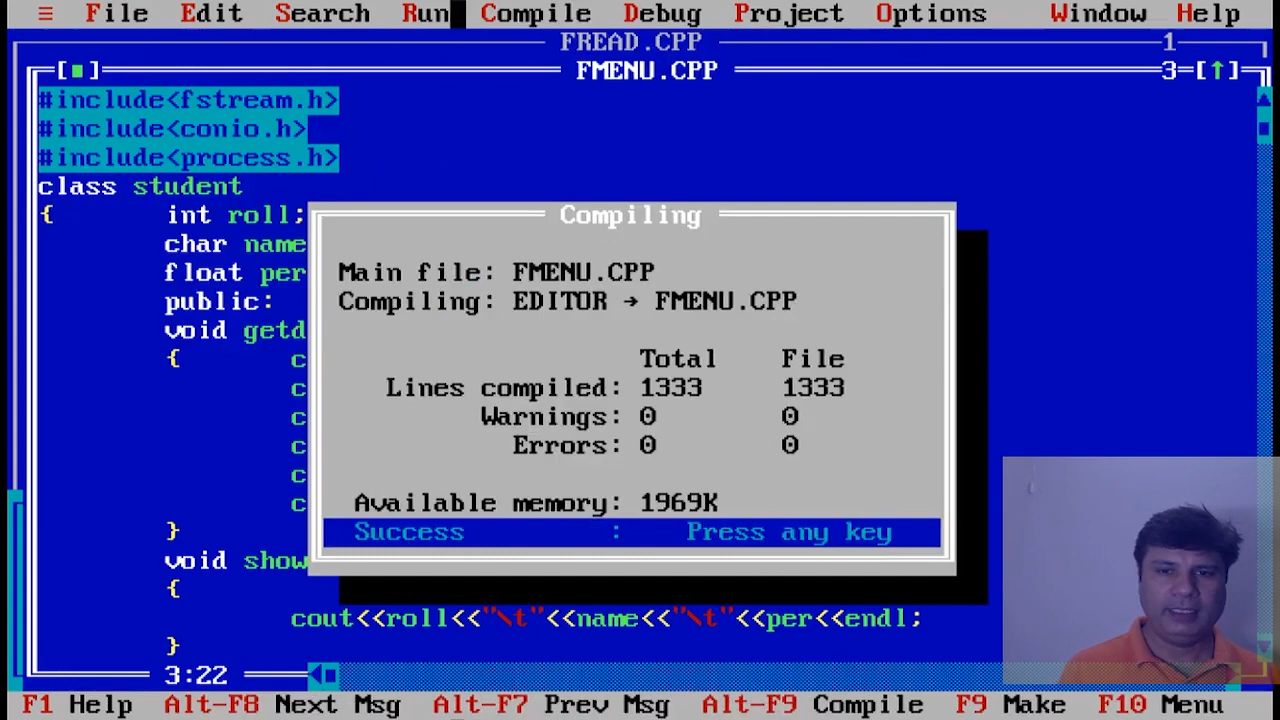 ≡ File Edit Search Run Compile Debug Project Options Window Help
FREAD.CPP 1
[■] FMENU.CPP 3=[↑]
#include<fstream.h>
#include<conio.h>
#include<process.h>
class student
{ int roll;
char name
float per
public:
void getd
{ c
c
c
c
c
c
}
void show
{
cout<<roll<<"\t"<<name<<"\t"<<per<<endl;
}
3:22
Compiling
Main file: FMENU.CPP
Compiling: EDITOR → FMENU.CPP
Total File
Lines compiled: 1333 1333
Warnings: 0 0
Errors: 0 0
Available memory: 1969K
Success : Press any key
F1 Help Alt-F8 Next Msg Alt-F7 Prev Msg Alt-F9 Compile F9 Make F10 Menu